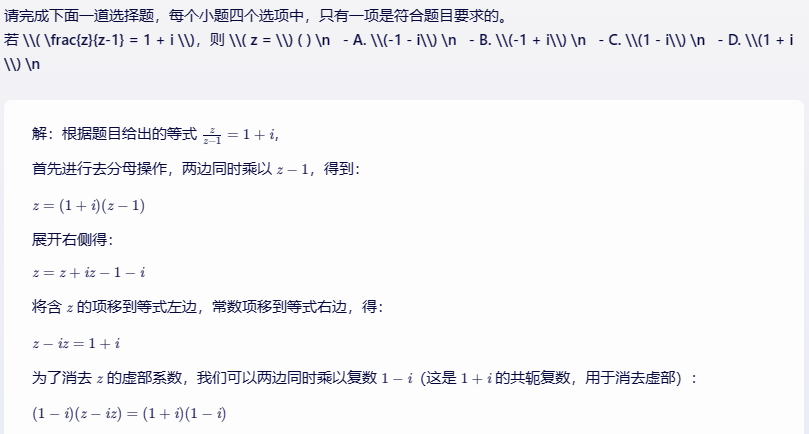 请完成下面一道选择题，每个小题四个选项中，只有一项是符合题目要求的。
若 \\( \frac{z}{z-1} = 1 + i \\)，则 \\( z = \\) ( ) \n - A. \\(-1 - i\\) \n - B. \\(-1 + i\\) \n - C. \\(1 - i\\) \n - D. \\(1 + i
\\) \n
解：根据题目给出的等式 \frac{z}{z-1} = 1 + i,
首先进行去分母操作，两边同时乘以 z − 1，得到：
z = (1 + i)(z − 1)
展开右侧得：
z = z + iz − 1 − i
将含 z 的项移到等式左边，常数项移到等式右边，得：
z − iz = 1 + i
为了消去 z 的虚部系数，我们可以两边同时乘以复数 1 − i（这是 1 + i 的共轭复数，用于消去虚部）：
(1 − i)(z − iz) = (1 + i)(1 − i)